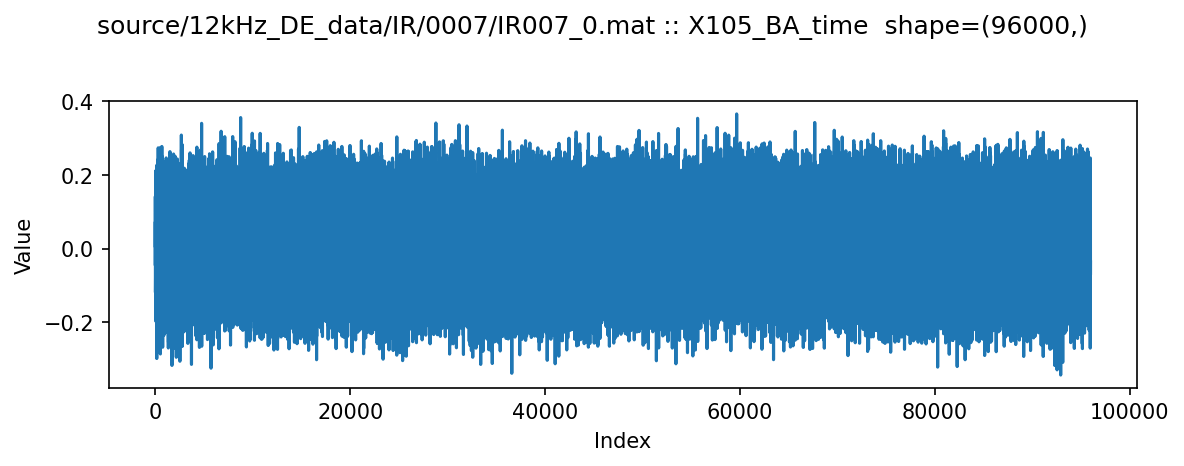 source/12kHz_DE_data/IR/0007/IR007_0.mat :: X105_BA_time  shape=(96000,)
0.4
0.2
0.0
−0.2
Value
0 20000 40000 60000 80000 100000
Index